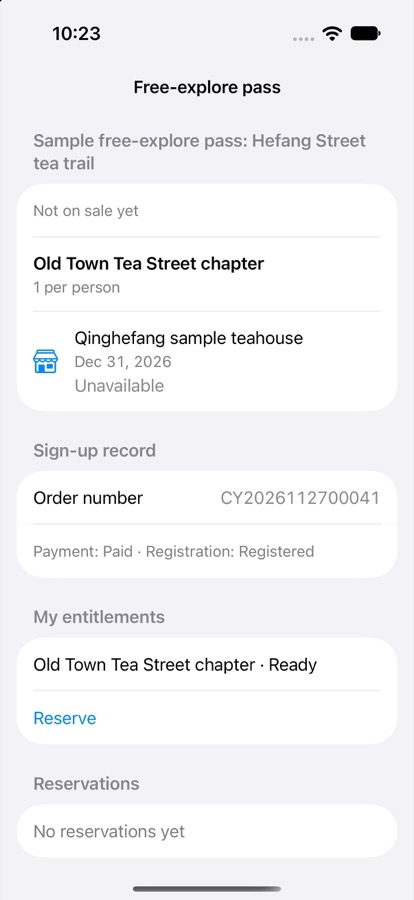 10:23
Free-explore pass
Sample free-explore pass: Hefang Street
tea trail
Not on sale yet
Old Town Tea Street chapter
1 per person
Qinghefang sample teahouse
Dec 31, 2026
Unavailable
Sign-up record
Order number CY2026112700041
Payment: Paid · Registration: Registered
My entitlements
Old Town Tea Street chapter · Ready
Reserve
Reservations
No reservations yet